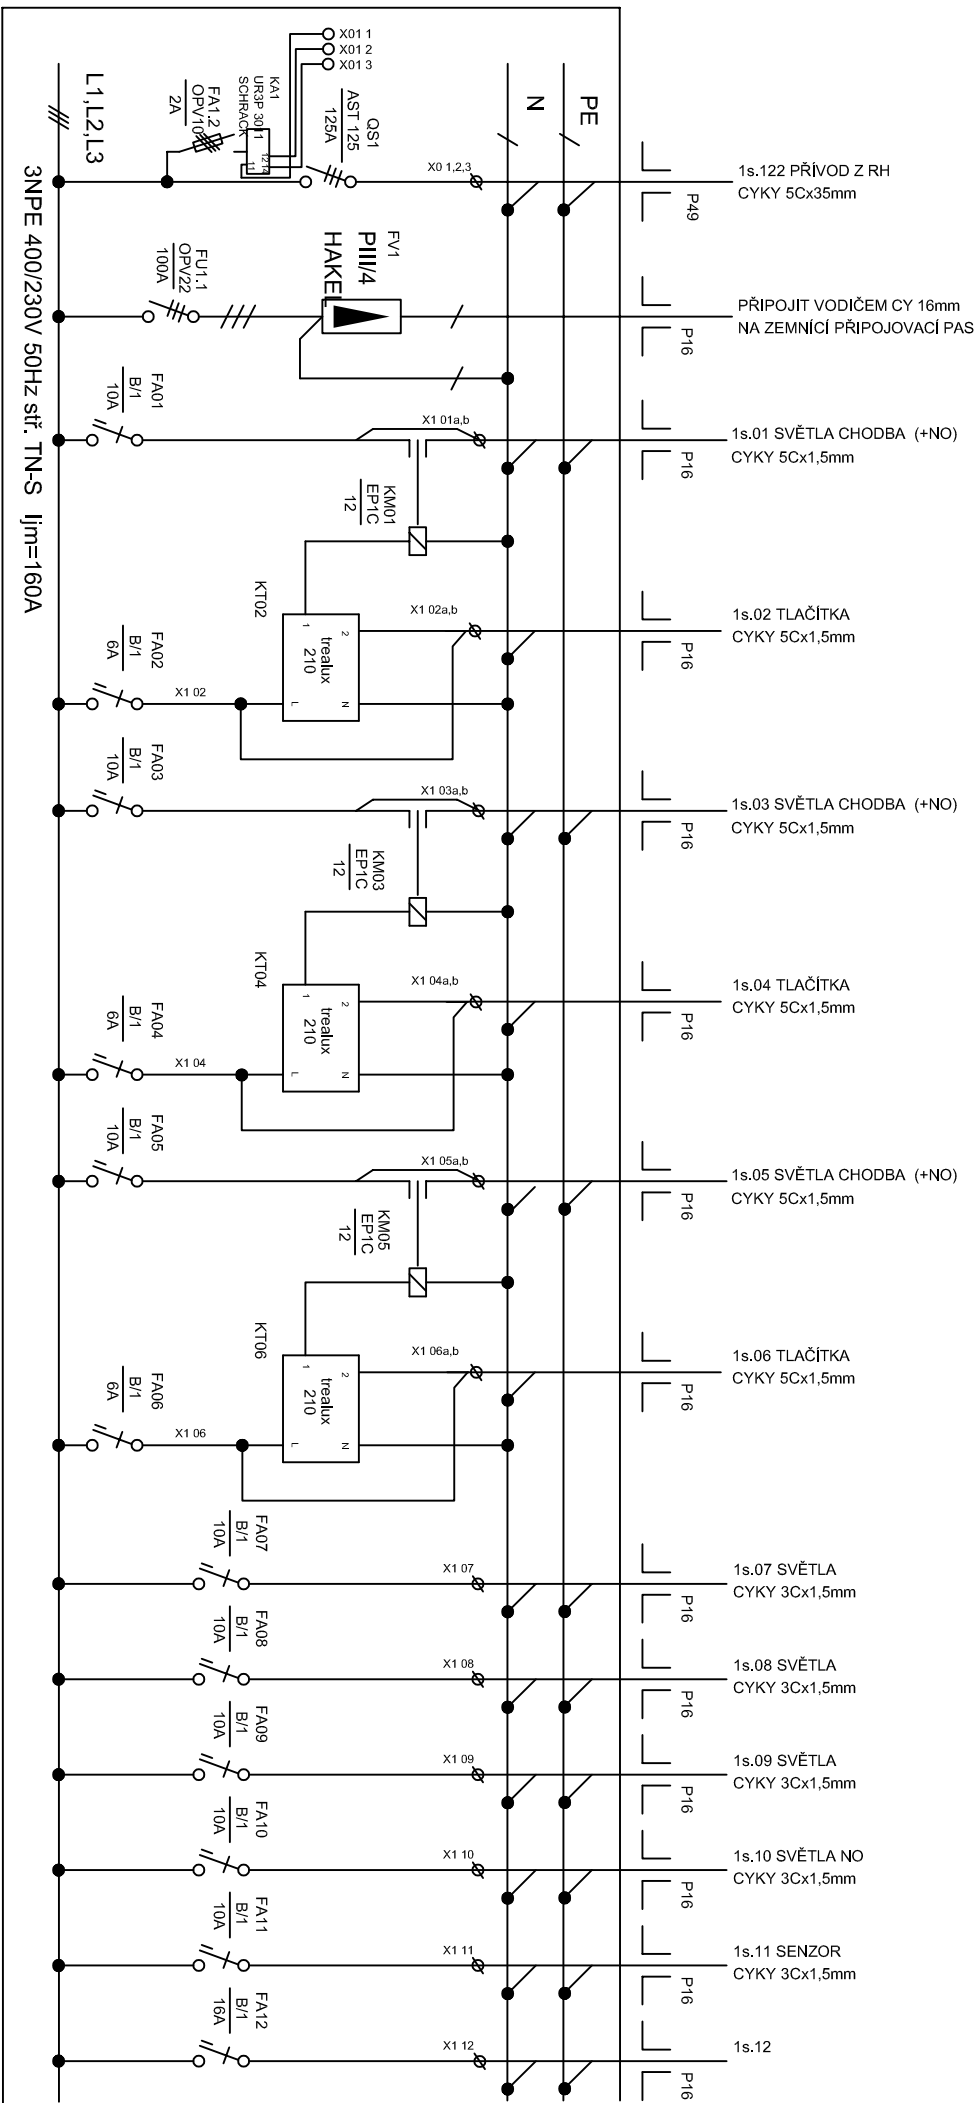 X01 1
X01 2
X01 3
KA1
UR3P 3011
SCHRACK
12 14
11
FA1.2
OPV10
2A
QS1
AST 125
125A
X0 1,2,3
L1,L2,L3
N
PE
3NPE 400/230V 50Hz stř. TN-S Ijm=160A
P49
1s.122 PŘÍVOD Z RH
CYKY 5Cx35mm
FU1.1
OPV22
100A
FV1
PIII/4
HAKEL
P16
PŘIPOJIT VODIČEM CY 16mm
NA ZEMNÍCÍ PŘIPOJOVACÍ PAS
FA01
B/1
10A
X1 01a,b
KM01
EP1C
12
P16
1s.01 SVĚTLA CHODBA (+NO)
CYKY 5Cx1,5mm
KT02
1
2
trealux
210
L
N
FA02
B/1
6A
X1 02
X1 02a,b
P16
1s.02 TLAČÍTKA
CYKY 5Cx1,5mm
FA03
B/1
10A
X1 03a,b
KM03
EP1C
12
P16
1s.03 SVĚTLA CHODBA (+NO)
CYKY 5Cx1,5mm
KT04
1
2
trealux
210
L
N
FA04
B/1
6A
X1 04
X1 04a,b
P16
1s.04 TLAČÍTKA
CYKY 5Cx1,5mm
FA05
B/1
10A
X1 05a,b
KM05
EP1C
12
P16
1s.05 SVĚTLA CHODBA (+NO)
CYKY 5Cx1,5mm
KT06
1
2
trealux
210
L
N
FA06
B/1
6A
X1 06
X1 06a,b
P16
1s.06 TLAČÍTKA
CYKY 5Cx1,5mm
FA07
B/1
10A
X1 07
P16
1s.07 SVĚTLA
CYKY 3Cx1,5mm
FA08
B/1
10A
X1 08
P16
1s.08 SVĚTLA
CYKY 3Cx1,5mm
FA09
B/1
10A
X1 09
P16
1s.09 SVĚTLA
CYKY 3Cx1,5mm
FA10
B/1
10A
X1 10
P16
1s.10 SVĚTLA NO
CYKY 3Cx1,5mm
FA11
B/1
10A
X1 11
P16
1s.11 SENZOR
CYKY 3Cx1,5mm
FA12
B/1
16A
X1 12
P16
1s.12